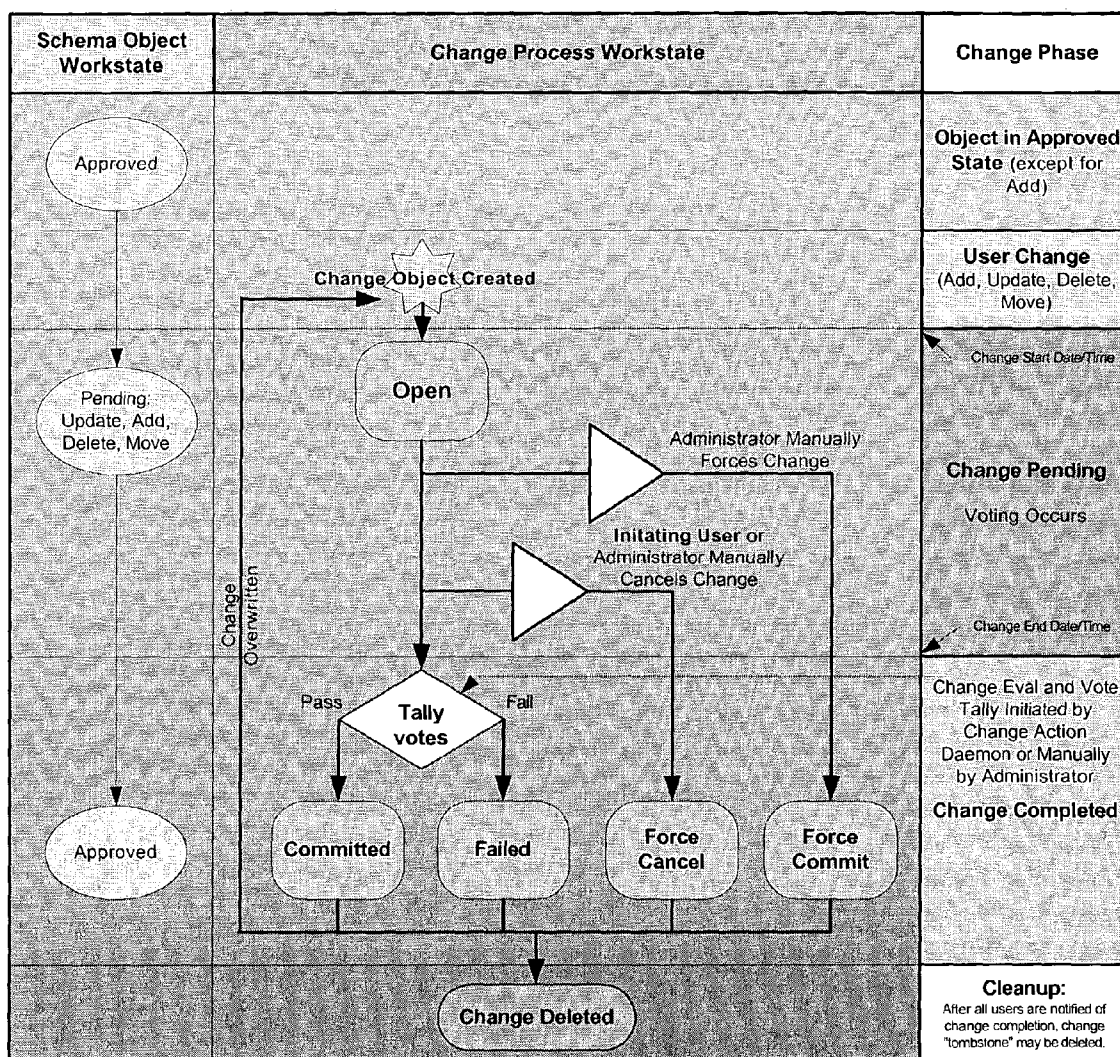 Schema Object
Workstate
Change Process Workstate
Change Phase
Approved
Object in Approved
State (except for
Add)
Change Object Created
User Change
(Add, Update, Delete,
Move)
Change Start Date/Time
Open
Pending:
Update, Add,
Delete, Move
Administrator Manually
Forces Change
Change Pending
Voting Occurs
Initating User or
Administrator Manually
Cancels Change
Change
Overwritten
Change End Date/Time
Pass
Fail
Tally
votes
Change Eval and Vote
Tally Initiated by
Change Action
Daemon or Manually
by Administrator
Change Completed
Approved
Committed
Failed
Force
Cancel
Force
Commit
Change Deleted
Cleanup:
After all users are notified of
change completion, change
"tombstone" may be deleted.